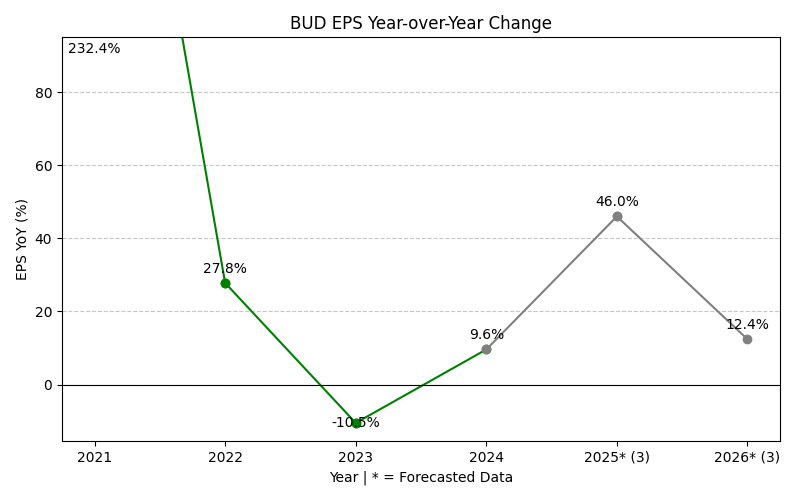 BUD EPS Year-over-Year Change
232.4%
80
60
46.0%
40
27.8%
20
12.4%
9.6%
0
-10.5%
EPS YoY (%)
2021 2022 2023 2024 2025* (3) 2026* (3)
Year | * = Forecasted Data